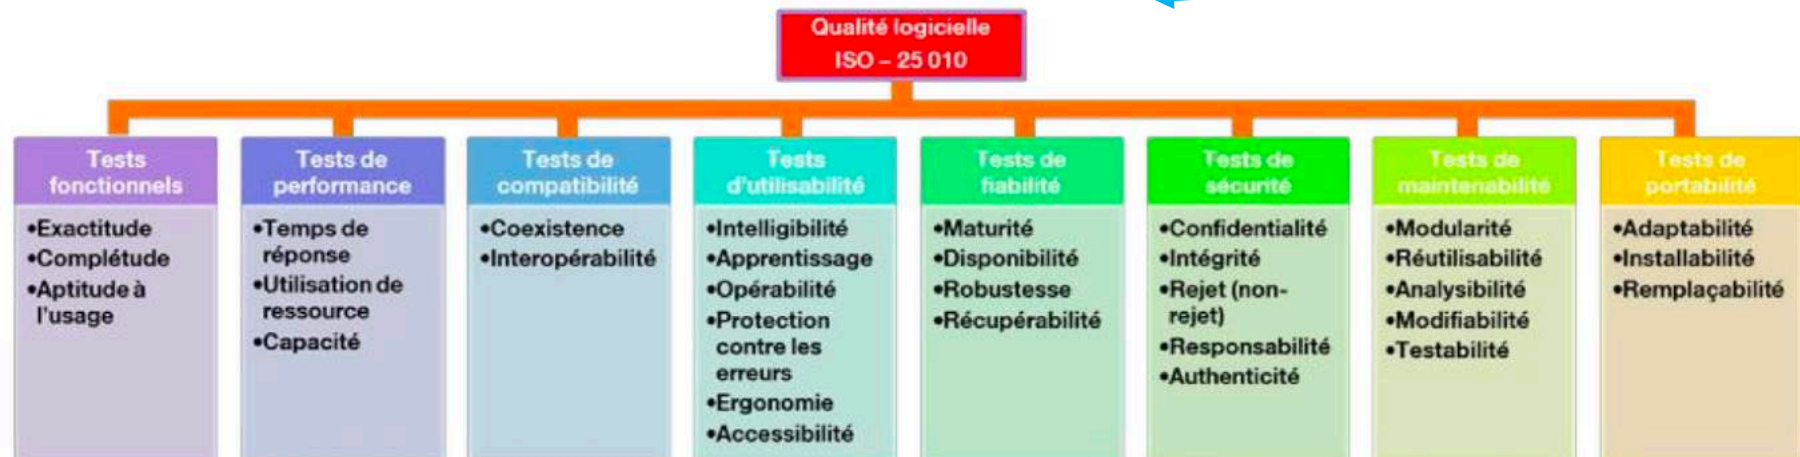 Qualité logicielle
ISO – 25 010
Tests
fonctionnels
•Exactitude
•Complétude
•Aptitude à
l'usage
Tests de
performance
•Temps de
réponse
•Utilisation de
ressource
•Capacité
Tests de
compatibilité
•Coexistence
•Interopérabilité
Tests
d'utilisabilité
•Intelligibilité
•Apprentissage
•Opérabilité
•Protection
contre les
erreurs
•Ergonomie
•Accessibilité
Tests de
fiabilité
•Maturité
•Disponibilité
•Robustesse
•Récupérabilité
Tests de
sécurité
•Confidentialité
•Intégrité
•Rejet (non-
rejet)
•Responsabilité
•Authenticité
Tests de
maintenabilité
•Modularité
•Réutilisabilité
•Analysibilité
•Modifiabilité
•Testabilité
Tests de
portabilité
•Adaptabilité
•Installabilité
•Remplaçabilité